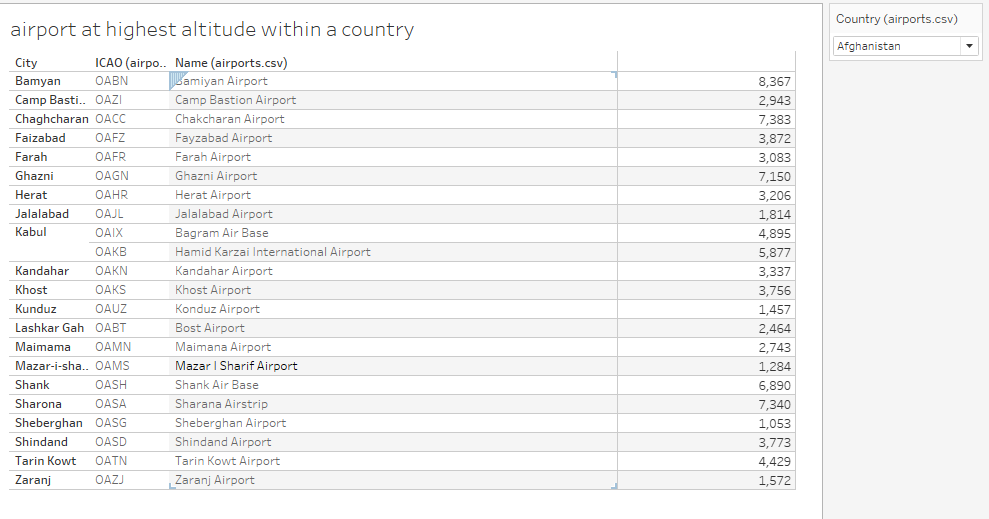 airport at highest altitude within a country
Country (airports.csv)
Afghanistan
City ICAO (airpo.. Name (airports.csv)
Bamyan OABN Bamiyan Airport 8,367
Camp Basti.. OAZI Camp Bastion Airport 2,943
Chaghcharan OACC Chakcharan Airport 7,383
Faizabad OAFZ Fayzabad Airport 3,872
Farah OAFR Farah Airport 3,083
Ghazni OAGN Ghazni Airport 7,150
Herat OAHR Herat Airport 3,206
Jalalabad OAJL Jalalabad Airport 1,814
Kabul OAIX Bagram Air Base 4,895
OAKB Hamid Karzai International Airport 5,877
Kandahar OAKN Kandahar Airport 3,337
Khost OAKS Khost Airport 3,756
Kunduz OAUZ Konduz Airport 1,457
Lashkar Gah OABT Bost Airport 2,464
Maimama OAMN Maimana Airport 2,743
Mazar-i-sha.. OAMS Mazar I Sharif Airport 1,284
Shank OASH Shank Air Base 6,890
Sharona OASA Sharana Airstrip 7,340
Sheberghan OASG Sheberghan Airport 1,053
Shindand OASD Shindand Airport 3,773
Tarin Kowt OATN Tarin Kowt Airport 4,429
Zaranj OAZJ Zaranj Airport 1,572